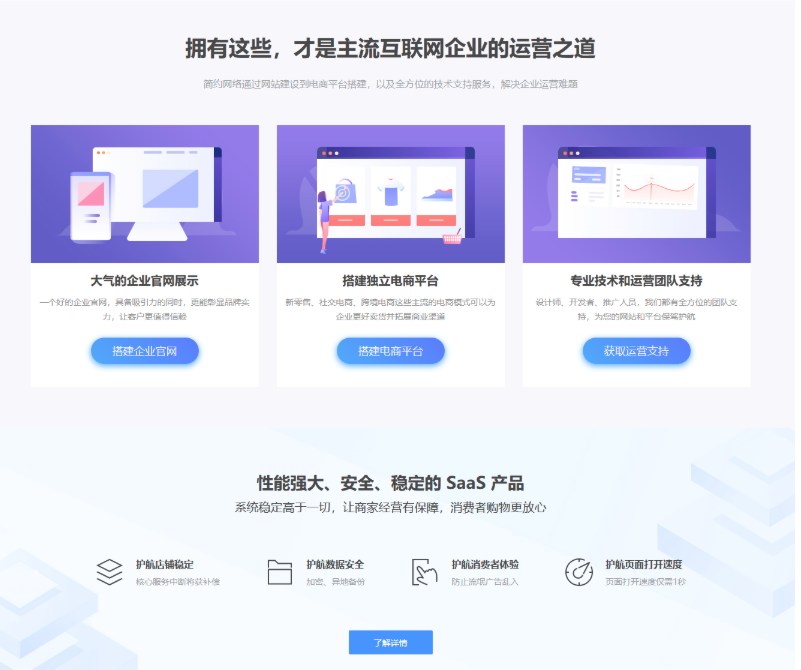 拥有这些，才是主流互联网企业的运营之道
简约网络通过网站建设到电商平台搭建，以及全方位的技术支持服务，解决企业运营难题
大气的企业官网展示
一个好的企业官网，具备吸引力的同时，更能彰显品牌实
力，让客户更值得信赖
搭建企业官网
搭建独立电商平台
新零售、社交电商、跨境电商这些主流的电商模式可以为
企业更好卖货并拓展商业渠道
搭建电商平台
专业技术和运营团队支持
设计师、开发者、推广人员，我们都有全方位的团队支
持，为您的网站和平台保驾护航
获取运营支持
性能强大、安全、稳定的 SaaS 产品
系统稳定高于一切，让商家经营有保障，消费者购物更放心
护航店铺稳定
核心服务中断将获补偿
护航数据安全
加密、异地备份
护航消费者体验
防止流氓广告乱入
护航页面打开速度
页面打开速度仅需1秒
了解详情